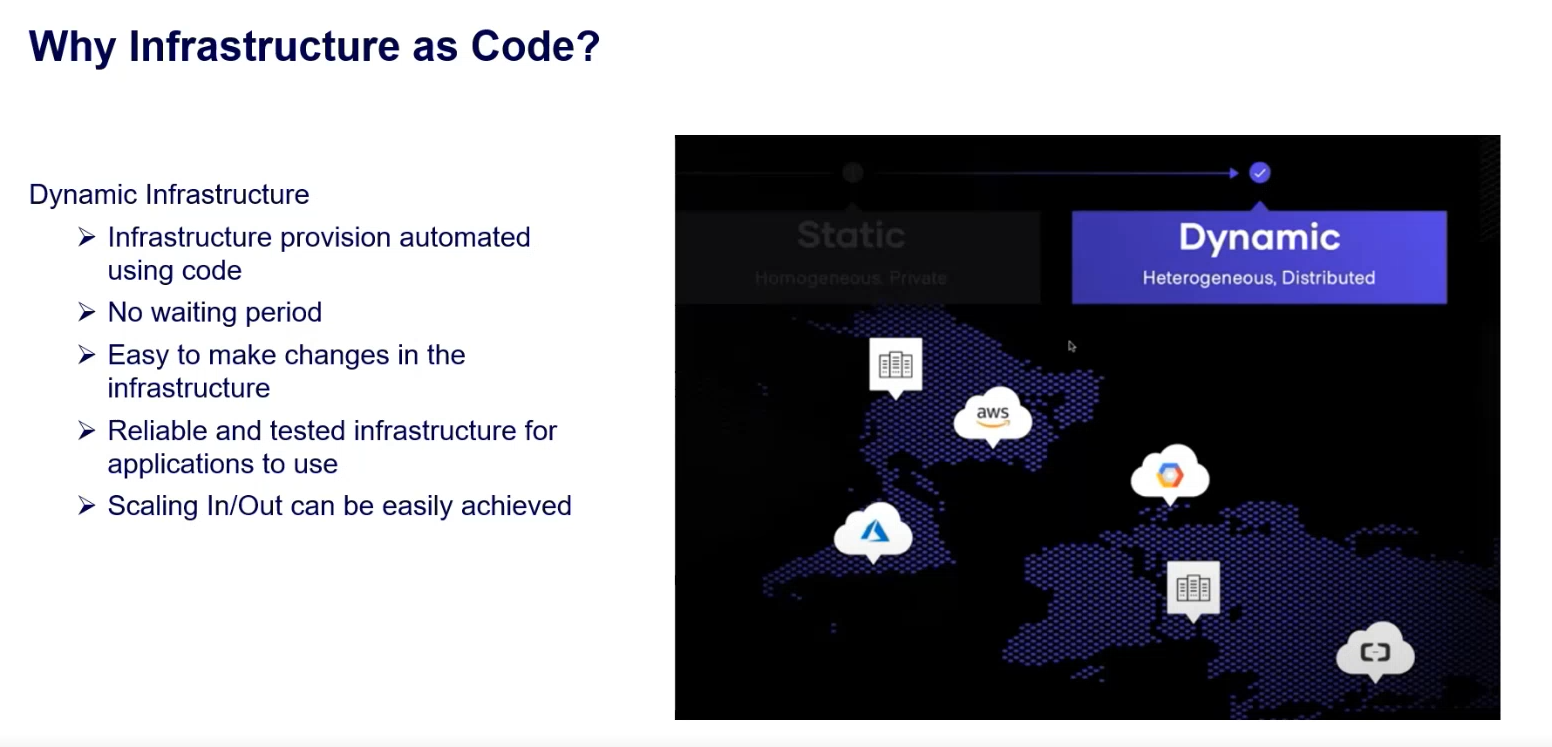 Why Infrastructure as Code?
Dynamic Infrastructure
➢ Infrastructure provision automated
using code
➢ No waiting period
➢ Easy to make changes in the
infrastructure
➢ Reliable and tested infrastructure for
applications to use
➢ Scaling In/Out can be easily achieved
Static
Homogeneous, Private
Dynamic
Heterogeneous, Distributed
aws